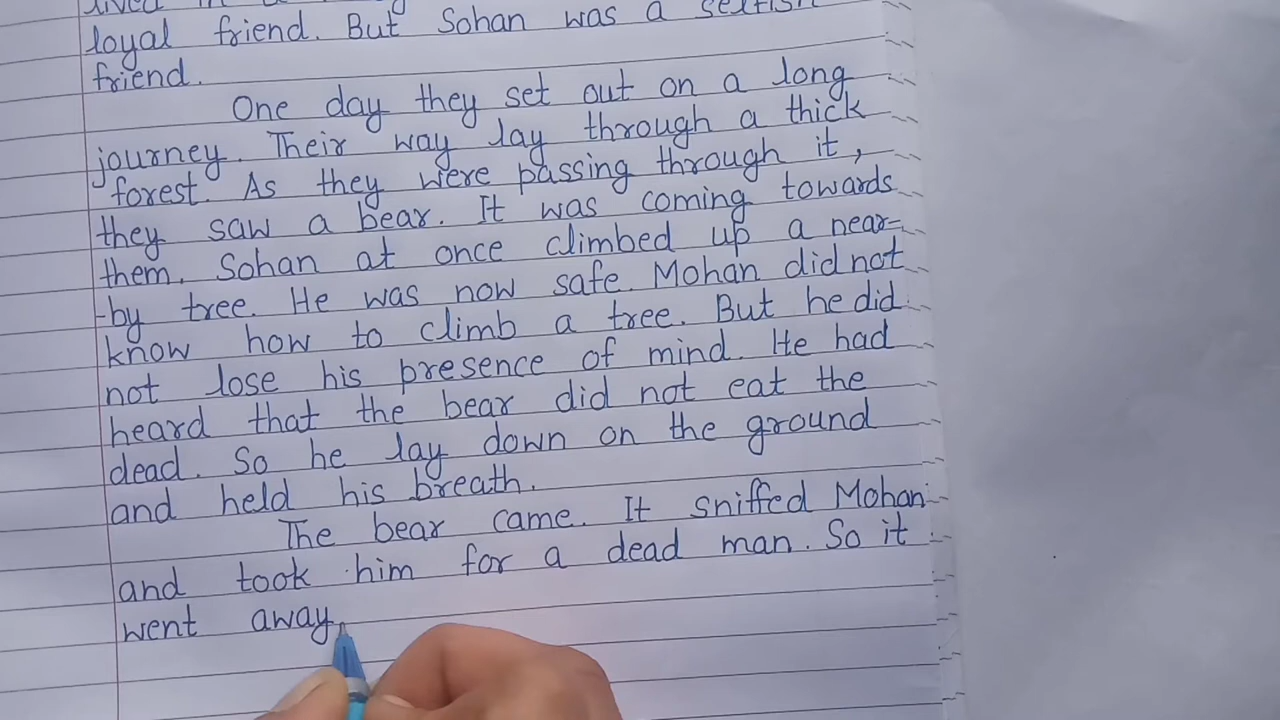 lived in a
loyal friend. But Sohan was a selfish
friend.
One day they set out on a long
journey. Their way lay through a thick
forest. As they were passing through it,
they saw a bear. It was coming towards
them. Sohan at once climbed up a near=
-by tree. He was now safe. Mohan did not
know how to climb a tree. But he did
not lose his presence of mind. He had
heard that the bear did not eat the
dead. So he lay down on the ground
and held his breath.
The bear came. It sniffed Mohan
and took him for a dead man. So it
went away.